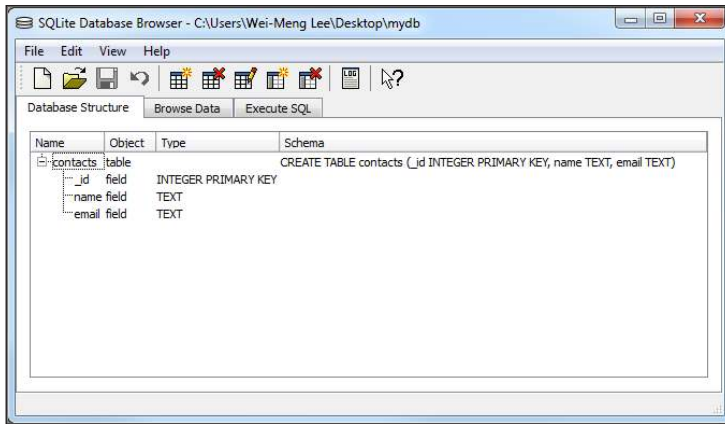 SQLite Database Browser - C:\Users\Wei-Meng Lee\Desktop\mydb
File Edit View Help
LOG
Database Structure Browse Data Execute SQL
Name Object Type Schema
contacts table CREATE TABLE contacts (_id INTEGER PRIMARY KEY, name TEXT, email TEXT)
_id field INTEGER PRIMARY KEY
name field TEXT
email field TEXT